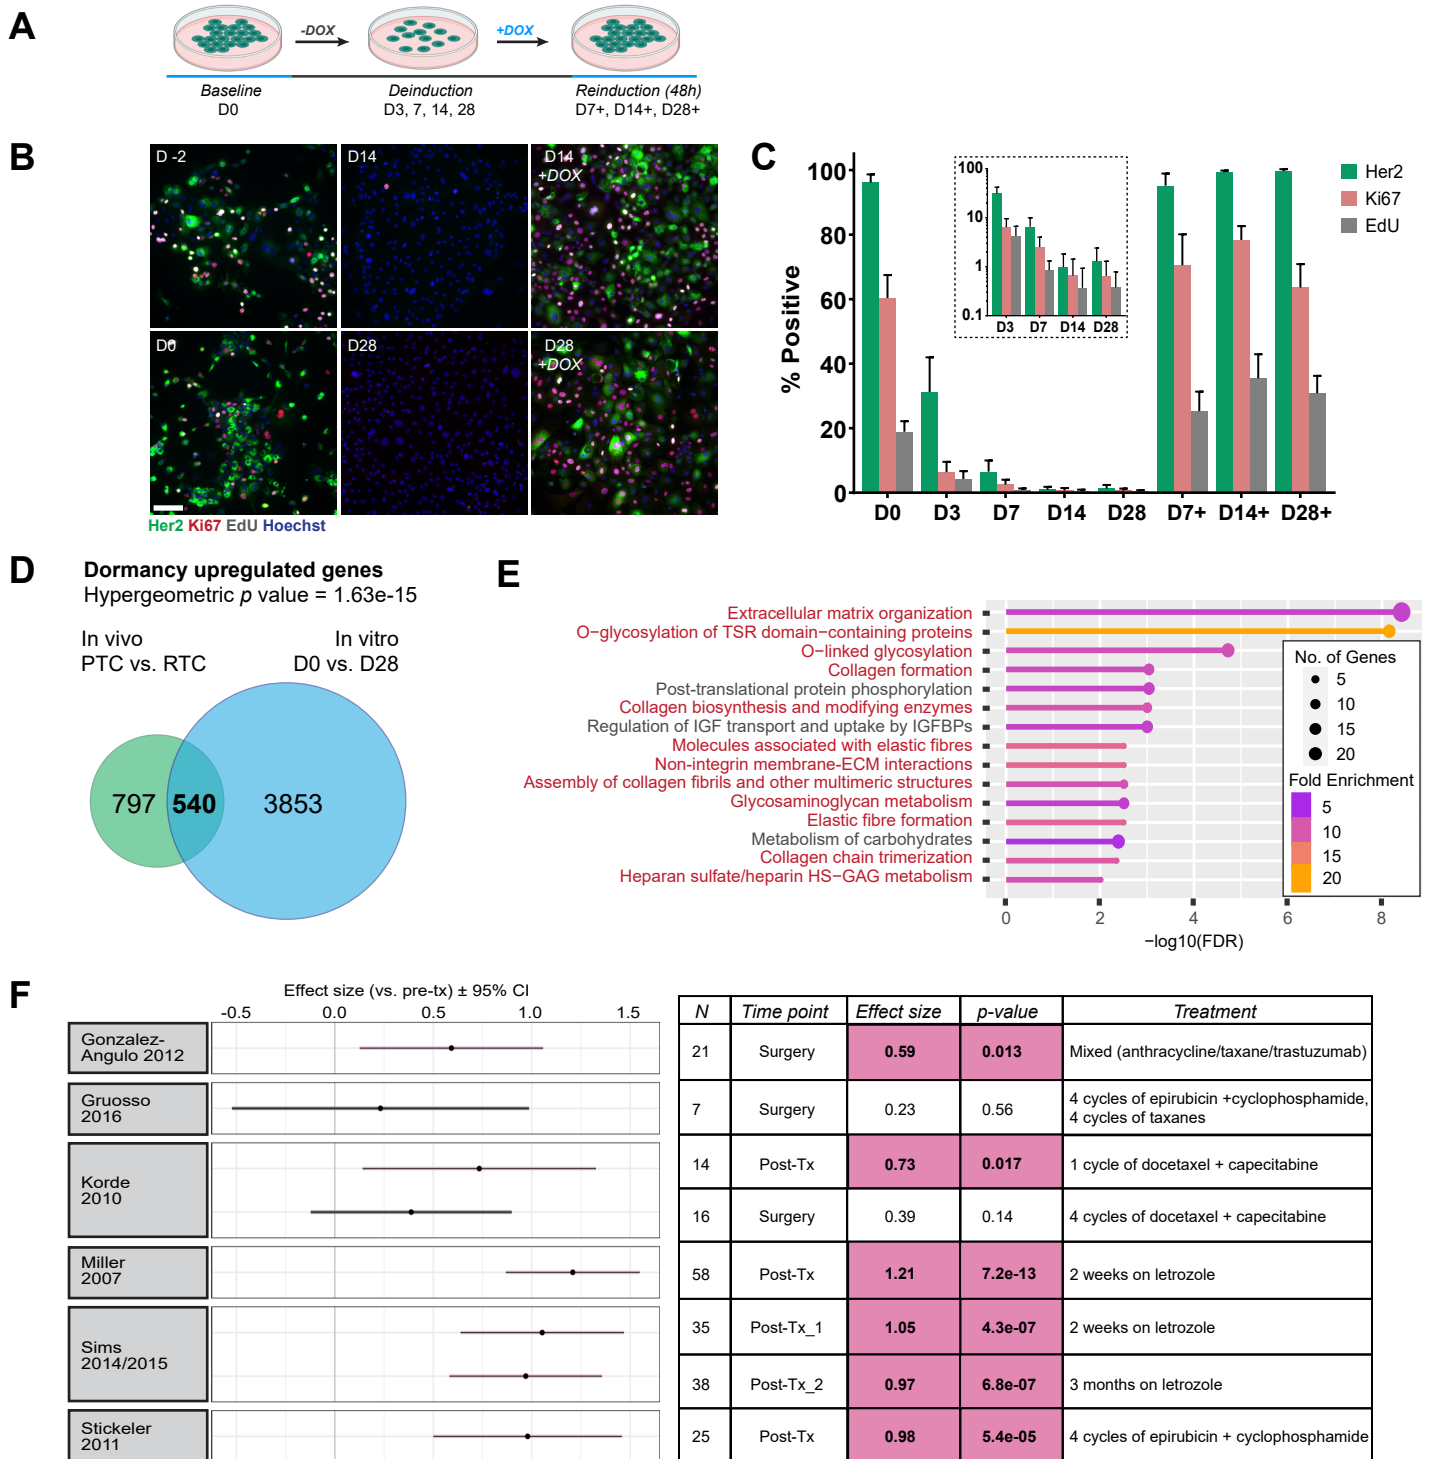 A
-DOX
+DOX
Baseline
D0
Deinduction
D3, 7, 14, 28
Reinduction (48h)
D7+, D14+, D28+
B
D -2
D14
D14
+DOX
D0
D28
D28
+DOX
Her2 Ki67 EdU Hoechst
C
% Positive
100
80
60
40
20
0
D0 D3 D7 D14 D28 D7+ D14+ D28+
100
10
1
0.1
D3 D7 D14 D28
Her2
Ki67
EdU
D
Dormancy upregulated genes
Hypergeometric p value = 1.63e-15
In vivo
PTC vs. RTC
In vitro
D0 vs. D28
797 540 3853
E
Extracellular matrix organization
O−glycosylation of TSR domain−containing proteins
O−linked glycosylation
Collagen formation
Post-translational protein phosphorylation
Collagen biosynthesis and modifying enzymes
Regulation of IGF transport and uptake by IGFBPs
Molecules associated with elastic fibres
Non-integrin membrane-ECM interactions
Assembly of collagen fibrils and other multimeric structures
Glycosaminoglycan metabolism
Elastic fibre formation
Metabolism of carbohydrates
Collagen chain trimerization
Heparan sulfate/heparin HS−GAG metabolism
0 2 4 6 8
−log10(FDR)
No. of Genes
5
10
15
20
Fold Enrichment
5
10
15
20
F
Effect size (vs. pre-tx) ± 95% CI
-0.5 0.0 0.5 1.0 1.5
Gonzalez-
Angulo 2012
Gruosso
2016
Korde
2010
Miller
2007
Sims
2014/2015
Stickeler
2011
N Time point Effect size p-value Treatment
21 Surgery 0.59 0.013 Mixed (anthracycline/taxane/trastuzumab)
7 Surgery 0.23 0.56 4 cycles of epirubicin +cyclophosphamide,
4 cycles of taxanes
14 Post-Tx 0.73 0.017 1 cycle of docetaxel + capecitabine
16 Surgery 0.39 0.14 4 cycles of docetaxel + capecitabine
58 Post-Tx 1.21 7.2e-13 2 weeks on letrozole
35 Post-Tx_1 1.05 4.3e-07 2 weeks on letrozole
38 Post-Tx_2 0.97 6.8e-07 3 months on letrozole
25 Post-Tx 0.98 5.4e-05 4 cycles of epirubicin + cyclophosphamide